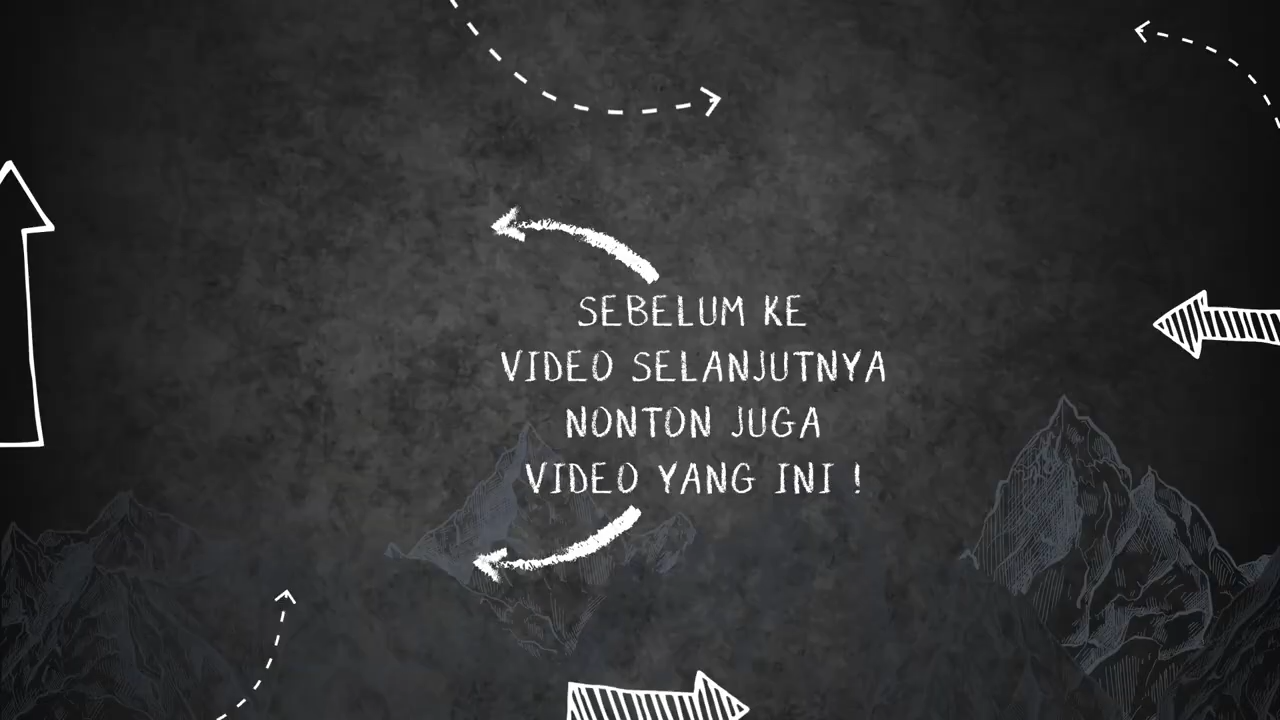 SEBELUM KE
VIDEO SELANJUTNYA
NONTON JUGA
VIDEO YANG INI !